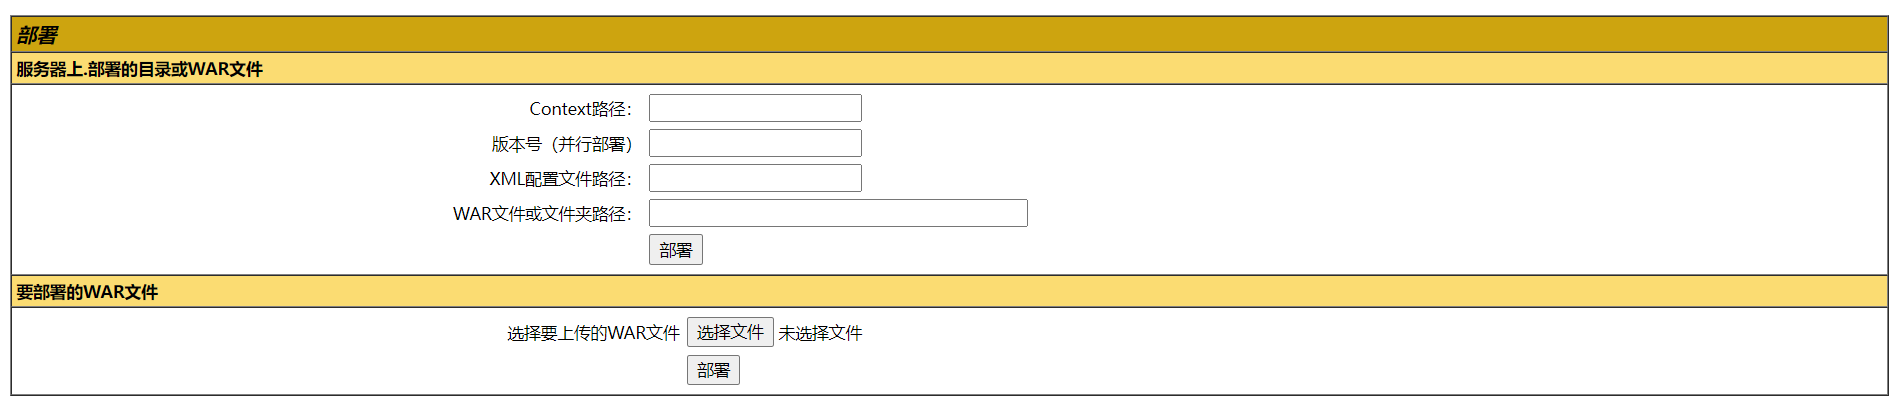 部署
服务器上.部署的目录或WAR文件
Context路径：
版本号（并行部署）
XML配置文件路径：
WAR文件或文件夹路径：
部署
要部署的WAR文件
选择要上传的WAR文件 选择文件 未选择文件
部署